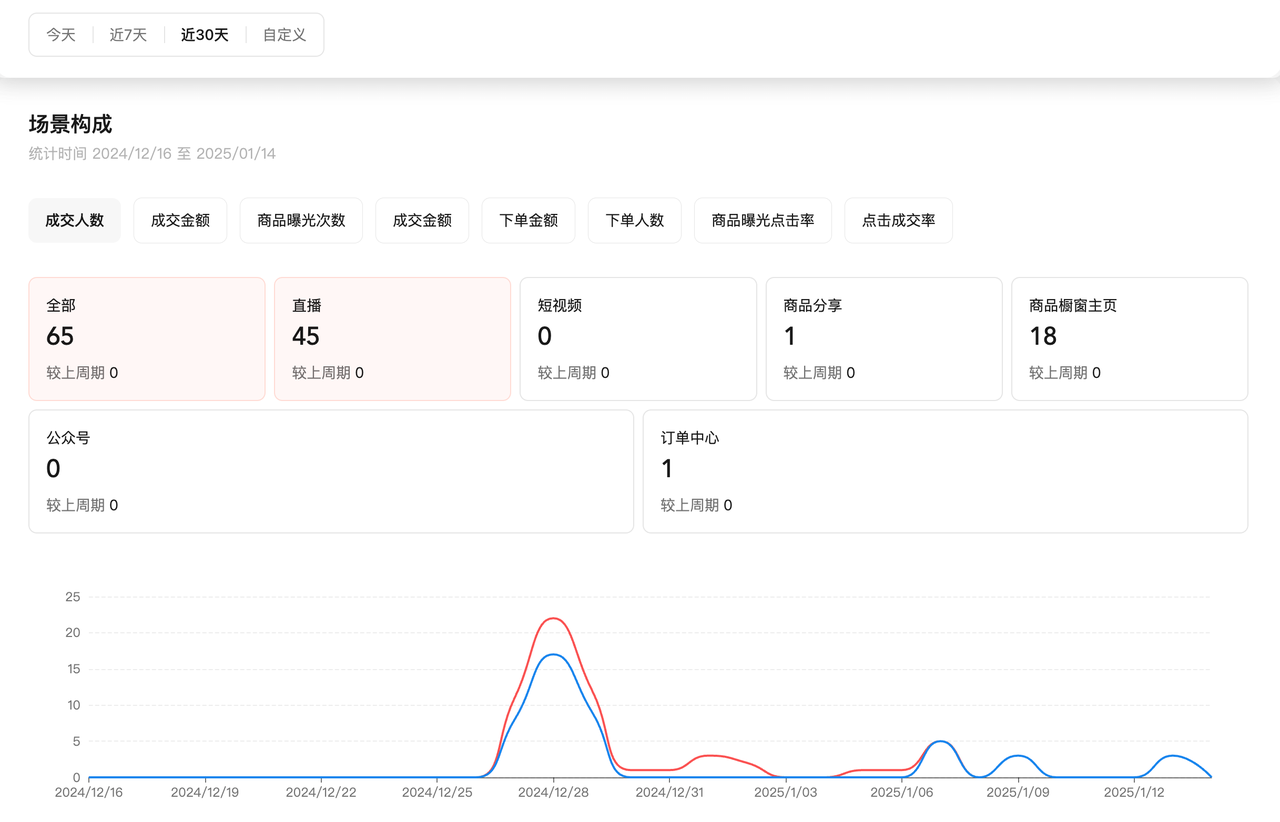 今天 近7天 近30天 自定义
场景构成
统计时间 2024/12/16 至 2025/01/14
成交人数 成交金额 商品曝光次数 成交金额 下单金额 下单人数 商品曝光点击率 点击成交率
全部 直播 短视频 商品分享 商品橱窗主页
65 45 0 1 18
较上周期 0 较上周期 0 较上周期 0 较上周期 0 较上周期 0
公众号 订单中心
0 1
较上周期 0 较上周期 0
25
20
15
10
5
0
2024/12/16 2024/12/19 2024/12/22 2024/12/25 2024/12/28 2024/12/31 2025/1/03 2025/1/06 2025/1/09 2025/1/12